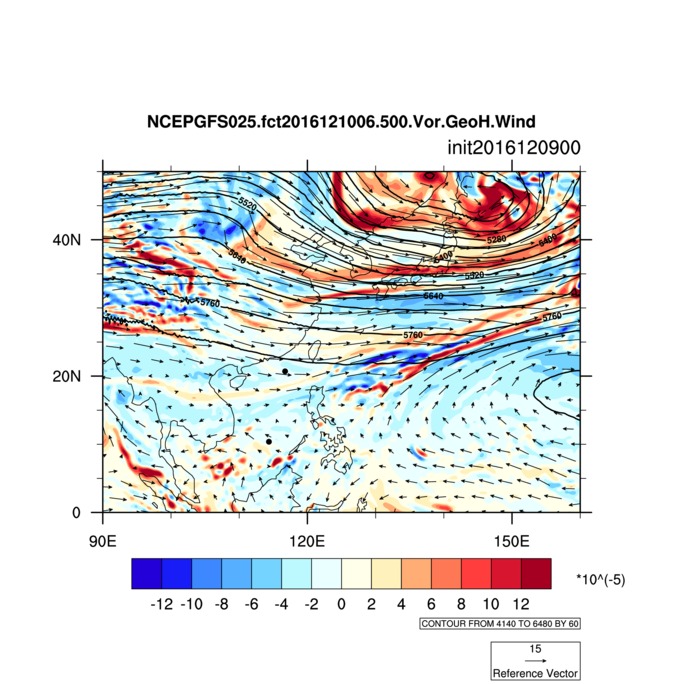 NCEPGFS025.fct2016121006.500.Vor.GeoH.Wind
init2016120900
5520
5640
5280
5400
5400
5520
5640
5760
5640
5760
5760
40N
20N
0
90E 120E 150E
-12 -10 -8 -6 -4 -2 0 2 4 6 8 10 12
*10^(-5)
CONTOUR FROM 4140 TO 6480 BY 60
15
Reference Vector